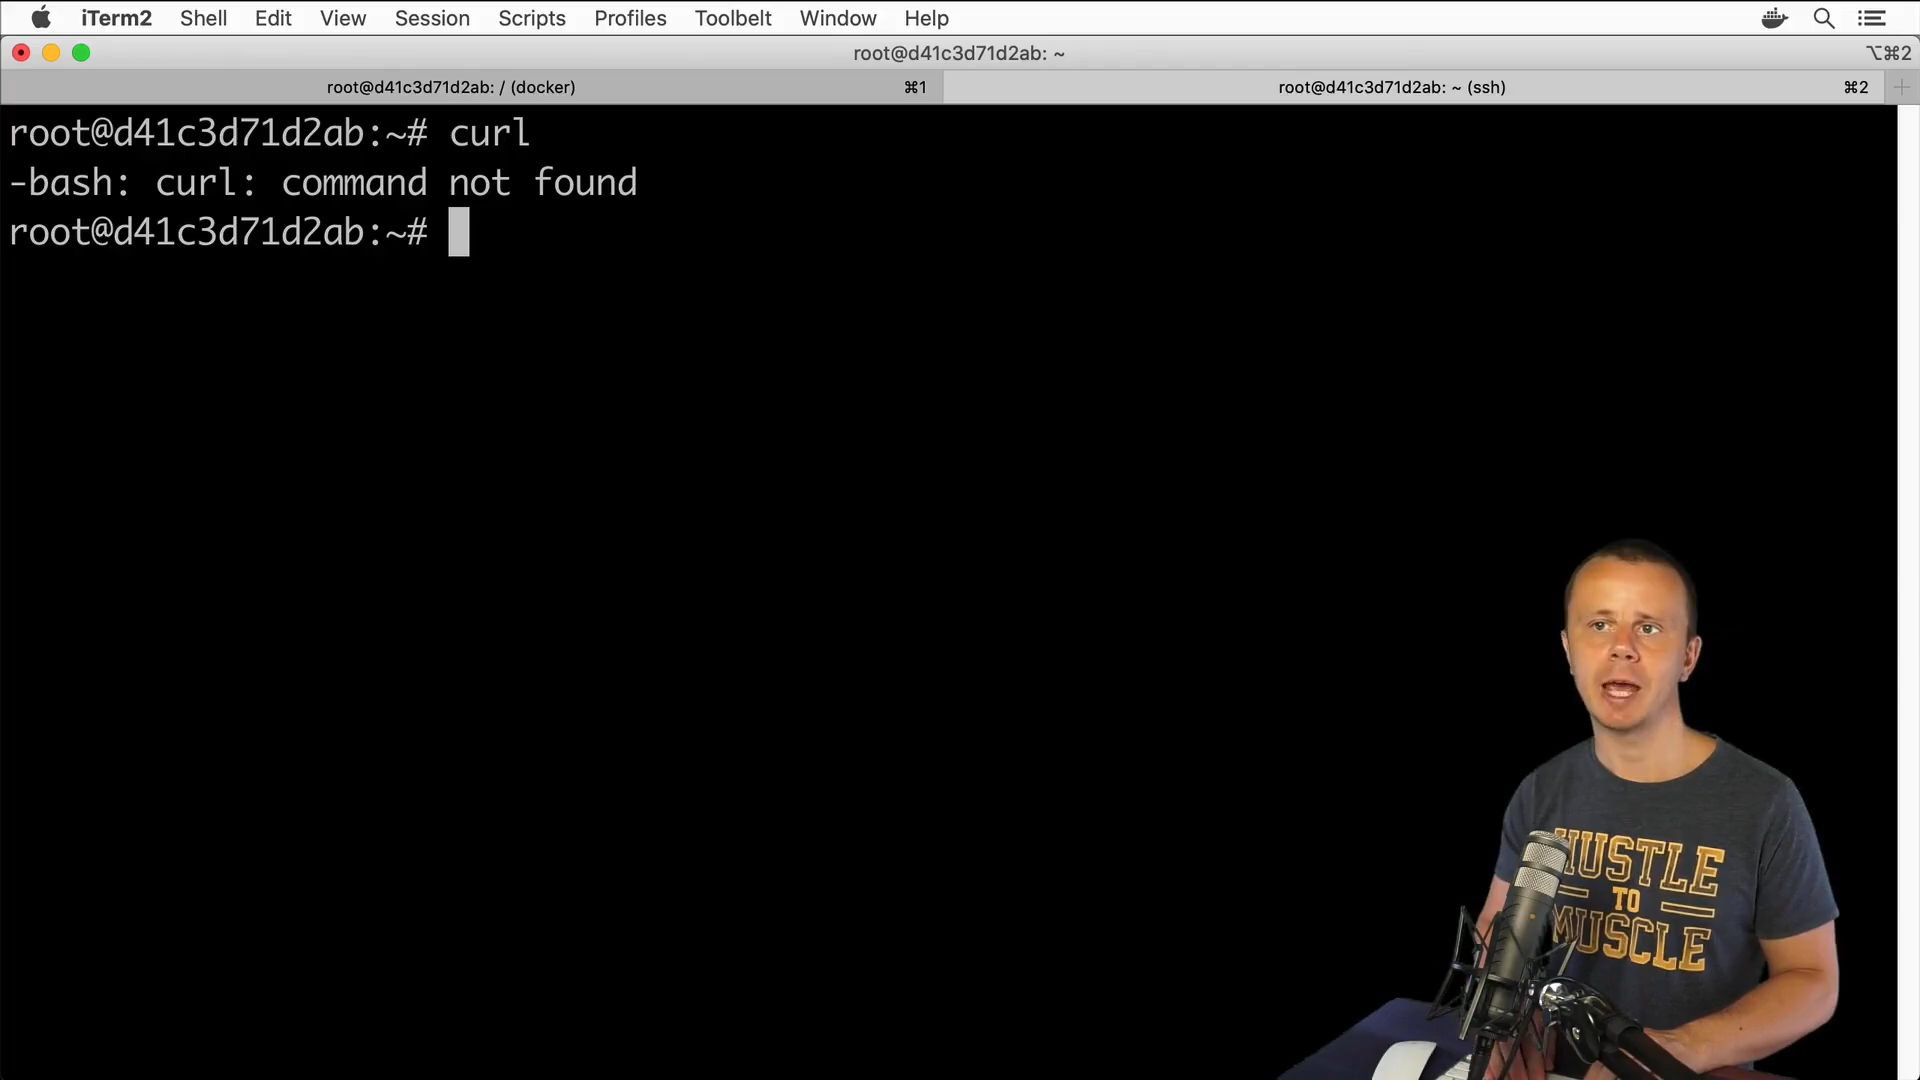 iTerm2 Shell Edit View Session Scripts Profiles Toolbelt Window Help
root@d41c3d71d2ab: ~
⌥⌘2
root@d41c3d71d2ab: / (docker) ⌘1
root@d41c3d71d2ab: ~ (ssh) ⌘2
root@d41c3d71d2ab:~# curl
-bash: curl: command not found
root@d41c3d71d2ab:~#
HUSTLE
TO
MUSCLE